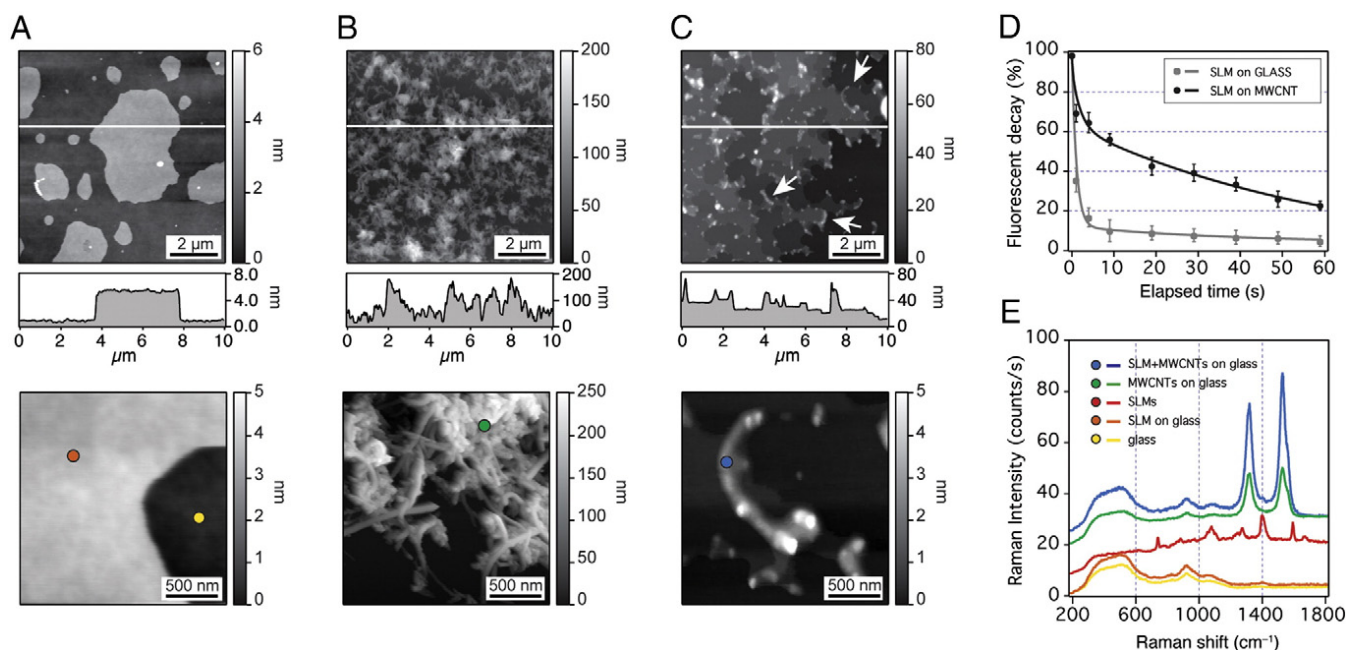 A
6
4
2
0
nm
2 µm
8.0
4.0
0.0
nm
0 2 4 6 8 10
µm
5
4
3
2
1
0
nm
500 nm
B
200
150
100
50
0
nm
2 µm
200
100
0
nm
0 2 4 6 8 10
µm
250
200
150
100
50
0
nm
500 nm
C
80
60
40
20
0
nm
2 µm
80
40
0
nm
0 2 4 6 8 10
µm
5
4
3
2
1
0
nm
500 nm
D
Fluorescent decay (%)
100
80
60
40
20
0
SLM on GLASS
SLM on MWCNT
0 10 20 30 40 50 60
Elapsed time (s)
E
Raman Intensity (counts/s)
100
80
60
40
20
0
SLM+MWCNTs on glass
MWCNTs on glass
SLMs
SLM on glass
glass
200 600 1000 1400 1800
Raman shift (cm⁻¹)